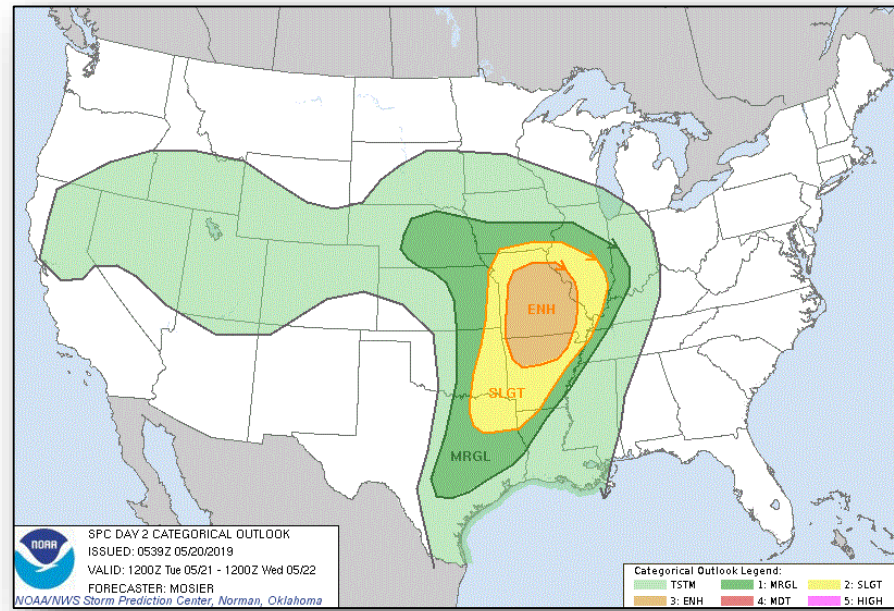 ENH
SLGT
MRGL
NOAA
SPC DAY 2 CATEGORICAL OUTLOOK
ISSUED: 0539Z 05/20/2019
VALID: 1200Z Tue 05/21 - 1200Z Wed 05/22
FORECASTER: MOSIER
NOAA/NWS Storm Prediction Center, Norman, Oklahoma
Categorical Outlook Legend:
TSTM 1: MRGL 2: SLGT
3: ENH 4: MDT 5: HIGH